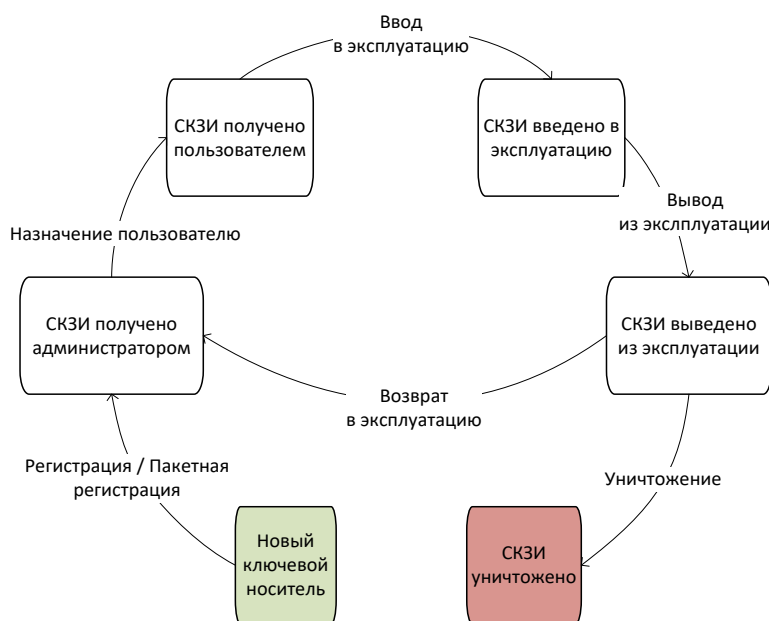 Ввод
в эксплуатацию
СКЗИ получено
пользователем
СКЗИ введено в
эксплуатацию
Назначение пользователю
Вывод
из экслплуатации
СКЗИ получено
администратором
СКЗИ выведено
из эксплуатации
Возврат
в эксплуатацию
Регистрация / Пакетная
регистрация
Уничтожение
Новый
ключевой
носитель
СКЗИ
уничтожено